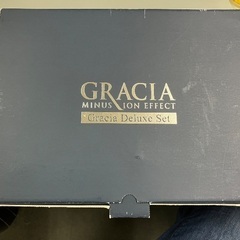 GRACIA
MINUS ION EFFECT
Gracia Deluxe Set